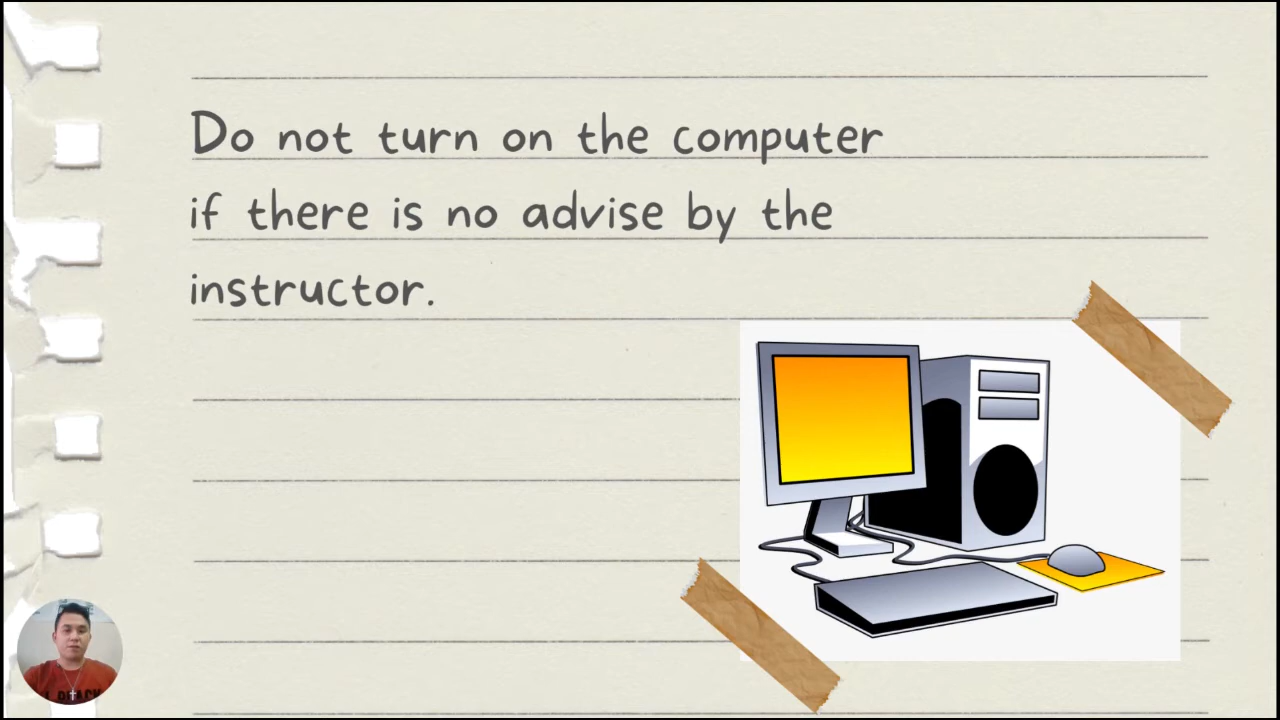 Do not turn on the computer
if there is no advise by the
instructor.